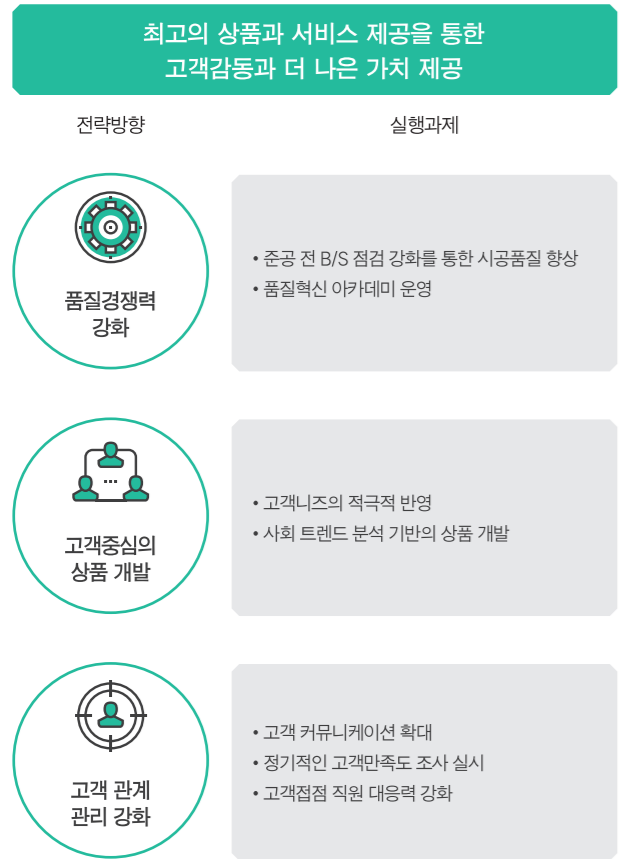 최고의 상품과 서비스 제공을 통한
고객감동과 더 나은 가치 제공
전략방향
실행과제
품질경쟁력
강화
• 준공 전 B/S 점검 강화를 통한 시공품질 향상
• 품질혁신 아카데미 운영
고객중심의
상품 개발
• 고객니즈의 적극적 반영
• 사회 트렌드 분석 기반의 상품 개발
고객 관계
관리 강화
• 고객 커뮤니케이션 확대
• 정기적인 고객만족도 조사 실시
• 고객접점 직원 대응력 강화